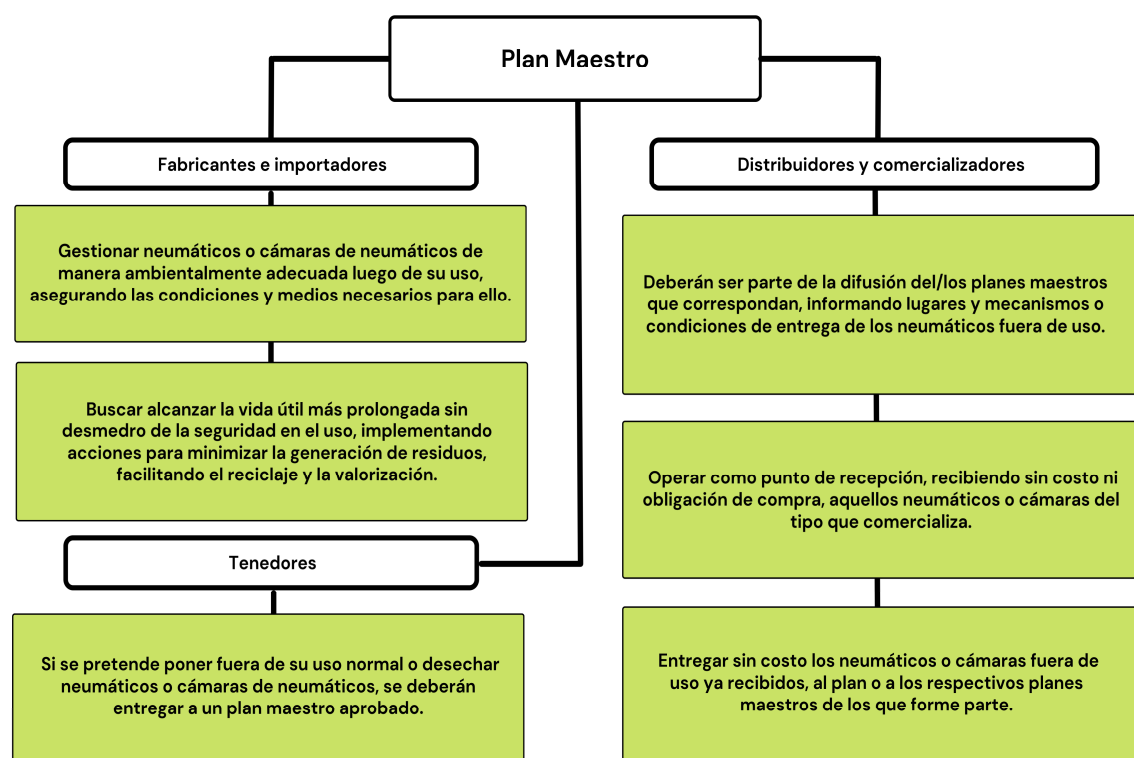 Plan Maestro
Fabricantes e importadores
Gestionar neumáticos o cámaras de neumáticos de
manera ambientalmente adecuada luego de su uso,
asegurando las condiciones y medios necesarios para ello.
Buscar alcanzar la vida útil más prolongada sin
desmedro de la seguridad en el uso, implementando
acciones para minimizar la generación de residuos,
facilitando el reciclaje y la valorización.
Tenedores
Si se pretende poner fuera de su uso normal o desechar
neumáticos o cámaras de neumáticos, se deberán
entregar a un plan maestro aprobado.
Distribuidores y comercializadores
Deberán ser parte de la difusión del/los planes maestros
que correspondan, informando lugares y mecanismos o
condiciones de entrega de los neumáticos fuera de uso.
Operar como punto de recepción, recibiendo sin costo ni
obligación de compra, aquellos neumáticos o cámaras del
tipo que comercializa.
Entregar sin costo los neumáticos o cámaras fuera de
uso ya recibidos, al plan o a los respectivos planes
maestros de los que forme parte.